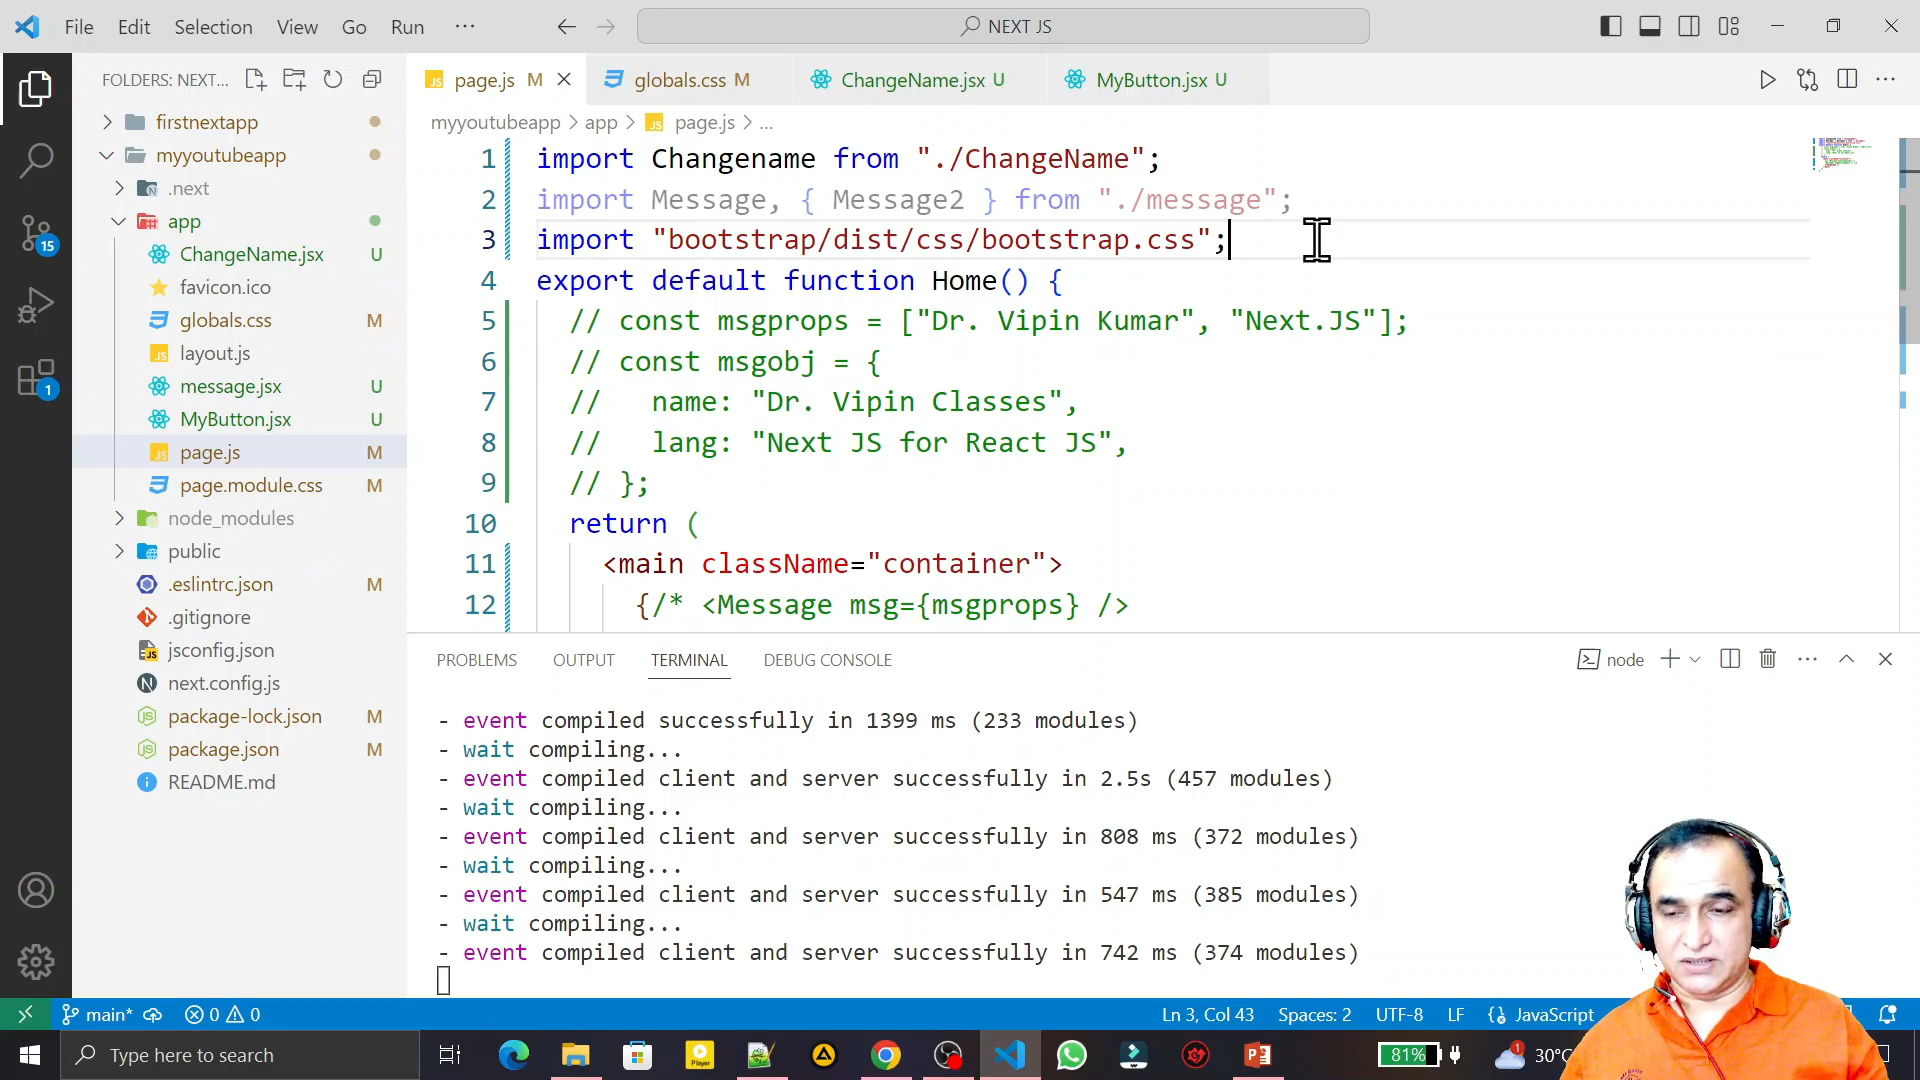 File Edit Selection View Go Run ··· NEXT JS
FOLDERS: NEXT... page.js M globals.css M ChangeName.jsx U MyButton.jsx U
myyoutubeapp > app > page.js > ...
firstnextapp
myyoutubeapp
.next
app
ChangeName.jsx U
favicon.ico
globals.css M
layout.js
message.jsx U
MyButton.jsx U
page.js M
page.module.css M
node_modules
public
.eslintrc.json M
.gitignore
jsconfig.json
next.config.js
package-lock.json M
package.json M
README.md
15
1
1 import Changename from "./ChangeName";
2 import Message, { Message2 } from "./message";
3 import "bootstrap/dist/css/bootstrap.css";
4 export default function Home() {
5 // const msgprops = ["Dr. Vipin Kumar", "Next.JS"];
6 // const msgobj = {
7 //   name: "Dr. Vipin Classes",
8 //   lang: "Next JS for React JS",
9 // };
10 return (
11 <main className="container">
12 {/* <Message msg={msgprops} />
PROBLEMS OUTPUT TERMINAL DEBUG CONSOLE node
- event compiled successfully in 1399 ms (233 modules)
- wait compiling...
- event compiled client and server successfully in 2.5s (457 modules)
- wait compiling...
- event compiled client and server successfully in 808 ms (372 modules)
- wait compiling...
- event compiled client and server successfully in 547 ms (385 modules)
- wait compiling...
- event compiled client and server successfully in 742 ms (374 modules)
main* 0 0 Ln 3, Col 43 Spaces: 2 UTF-8 LF JavaScript
Type here to search 81% 1 30°C